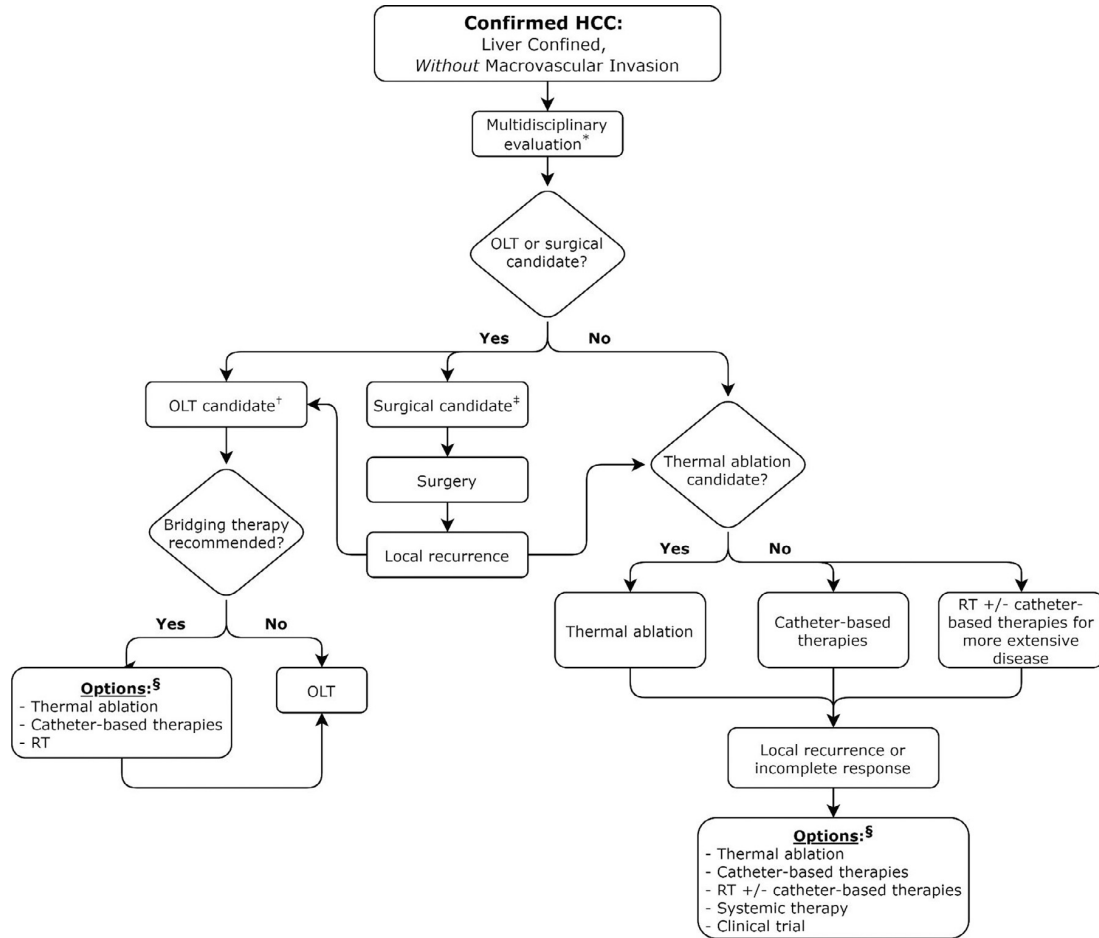 Confirmed HCC:
Liver Confined,
Without Macrovascular Invasion
Multidisciplinary
evaluation*
OLT or surgical
candidate?
Yes
No
OLT candidate†
Surgical candidate‡
Thermal ablation
candidate?
Surgery
Bridging therapy
recommended?
Local recurrence
Yes
No
Yes
No
Thermal ablation
Catheter-based
therapies
RT +/- catheter-
based therapies for
more extensive
disease
Options:§
- Thermal ablation
- Catheter-based therapies
- RT
OLT
Local recurrence or
incomplete response
Options:§
- Thermal ablation
- Catheter-based therapies
- RT +/- catheter-based therapies
- Systemic therapy
- Clinical trial